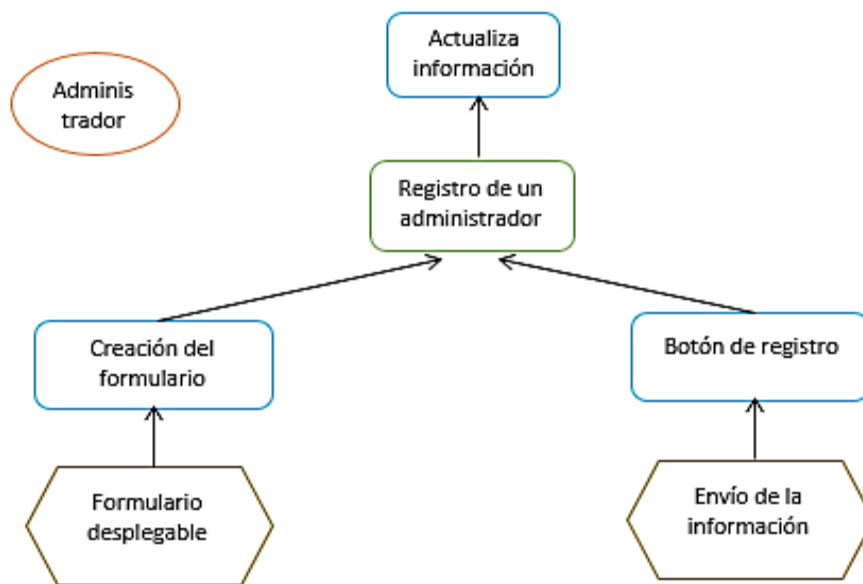 Actualiza
información
Adminis
trador
Registro de un
administrador
Creación del
formulario
Botón de registro
Formulario
desplegable
Envío de la
información